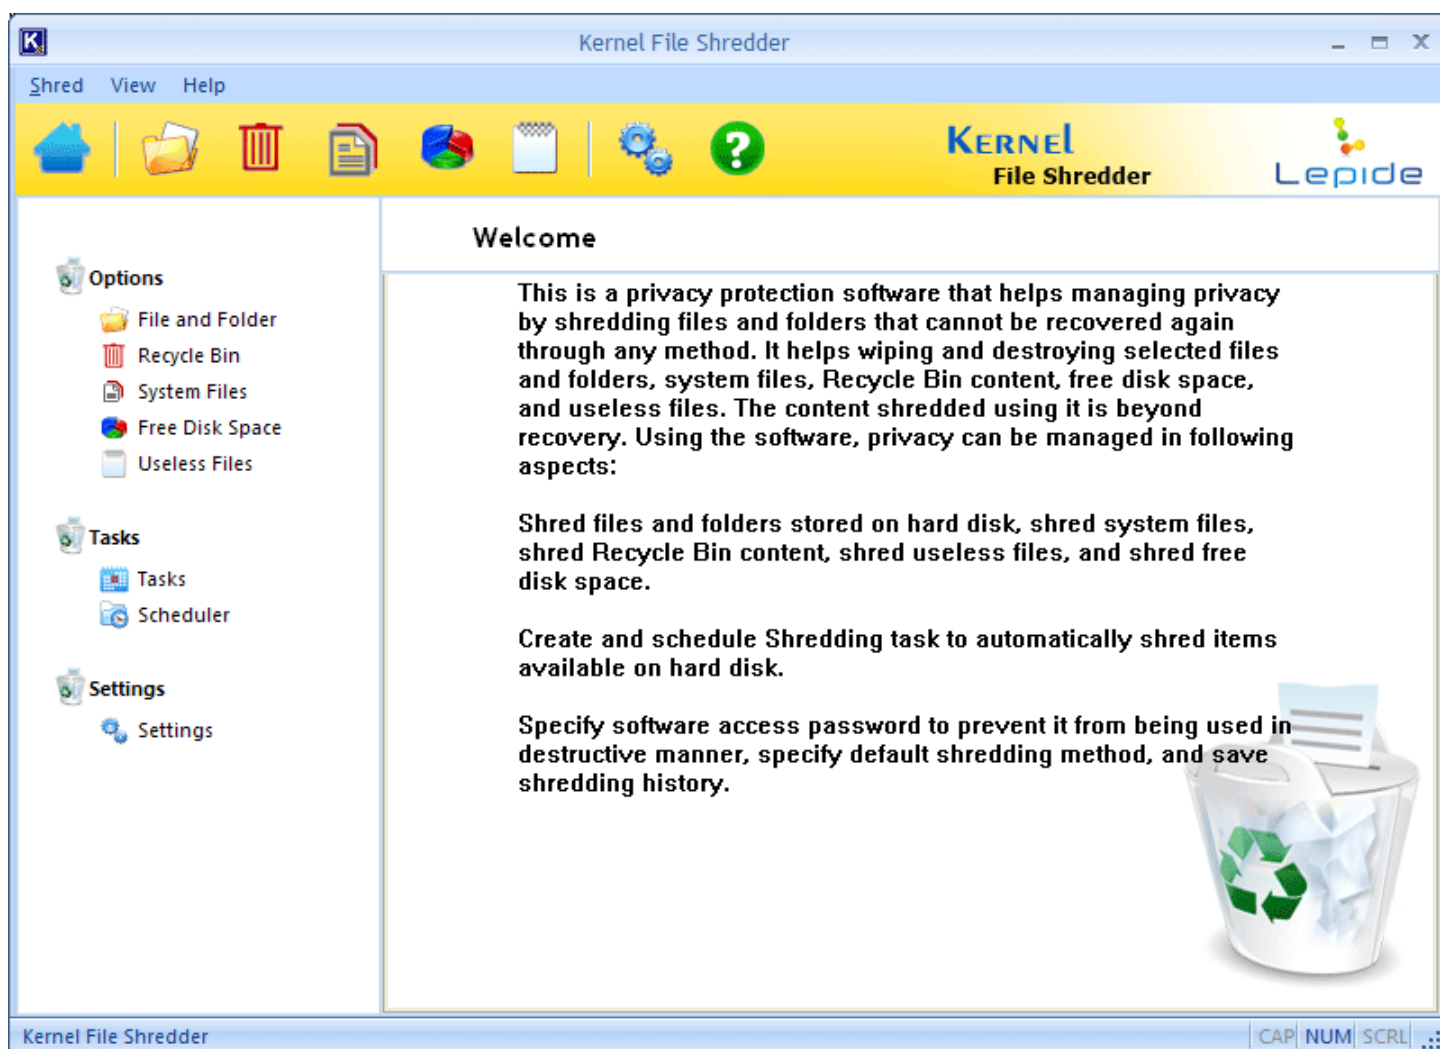 Kernel File Shredder
Shred View Help
KERNEL
File Shredder
Lepide
Welcome
Options
File and Folder
Recycle Bin
System Files
Free Disk Space
Useless Files
Tasks
Tasks
Scheduler
Settings
Settings
This is a privacy protection software that helps managing privacy
by shredding files and folders that cannot be recovered again
through any method. It helps wiping and destroying selected files
and folders, system files, Recycle Bin content, free disk space,
and useless files. The content shredded using it is beyond
recovery. Using the software, privacy can be managed in following
aspects:
Shred files and folders stored on hard disk, shred system files,
shred Recycle Bin content, shred useless files, and shred free
disk space.
Create and schedule Shredding task to automatically shred items
available on hard disk.
Specify software access password to prevent it from being used in
destructive manner, specify default shredding method, and save
shredding history.
Kernel File Shredder
CAP NUM SCRL